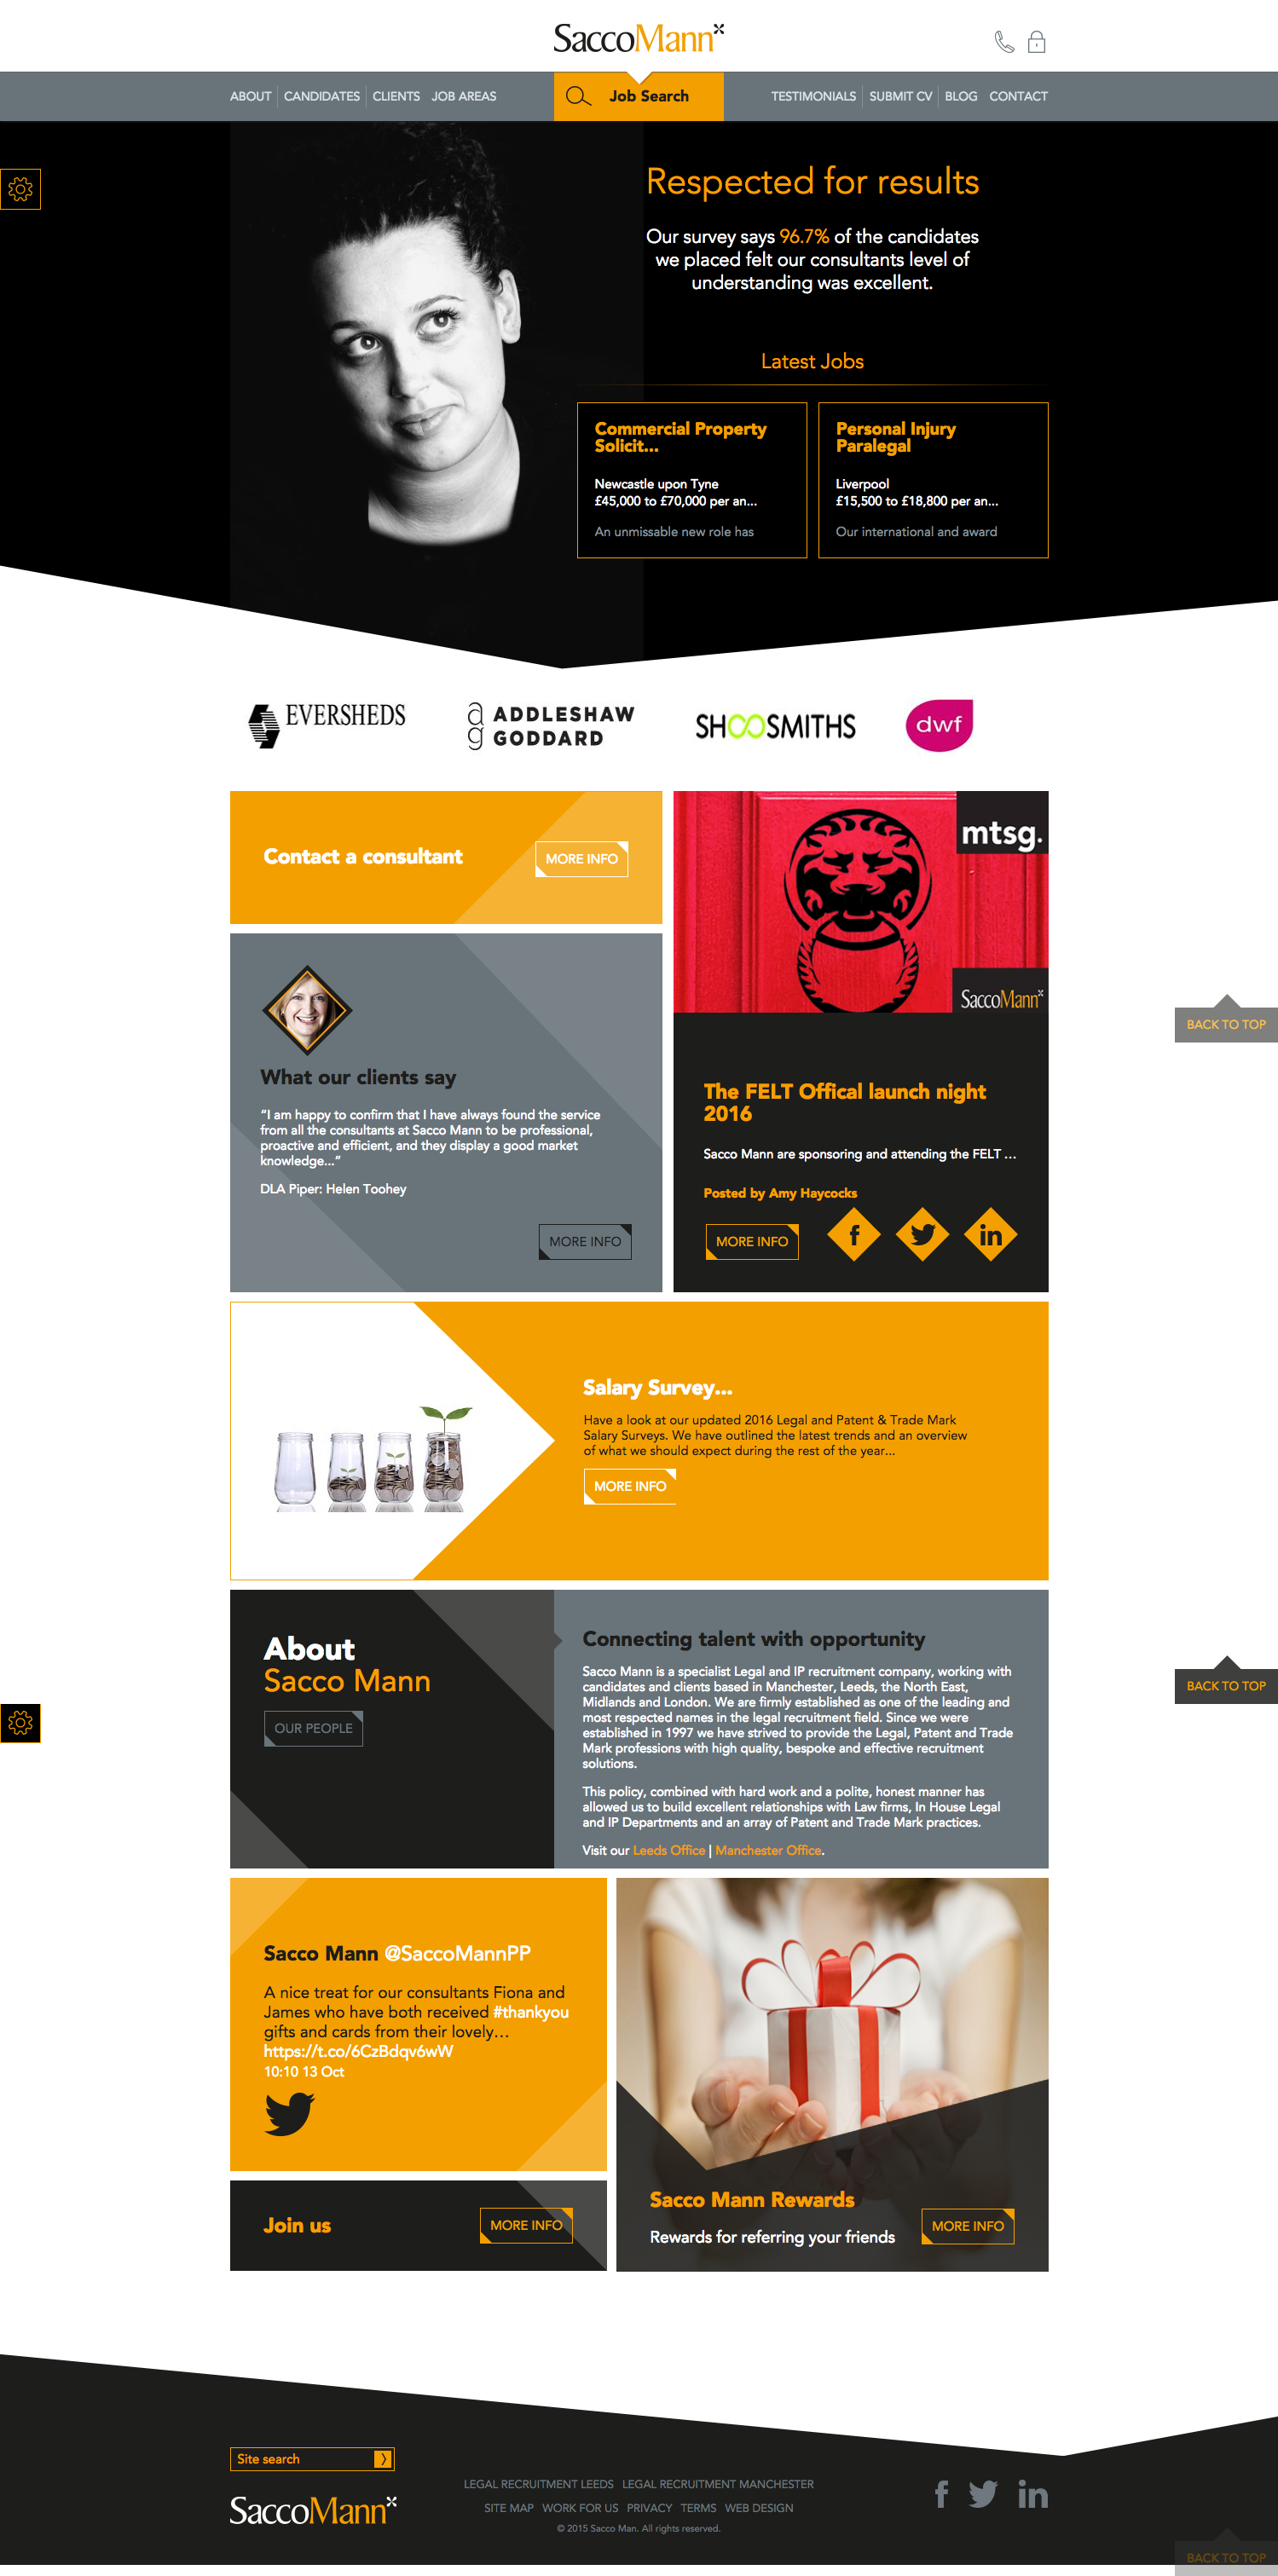 SaccoMann
ABOUT CANDIDATES CLIENTS JOB AREAS
Job Search
TESTIMONIALS SUBMIT CV BLOG CONTACT
Respected for results
Our survey says 96.7% of the candidates
we placed felt our consultants level of
understanding was excellent.
Latest Jobs
Commercial Property
Solicit...
Newcastle upon Tyne
£45,000 to £70,000 per an...
An unmissable new role has
Personal Injury
Paralegal
Liverpool
£15,500 to £18,800 per an...
Our international and award
EVERSHEDS
ag ADDLESHAW
GODDARD
SHOOSMITHS
dwf
Contact a consultant
MORE INFO
mtsg.
SaccoMann
What our clients say
“I am happy to confirm that I have always found the service
from all the consultants at Sacco Mann to be professional,
proactive and efficient, and they display a good market
knowledge...”
DLA Piper: Helen Toohey
MORE INFO
The FELT Offical launch night
2016
Sacco Mann are sponsoring and attending the FELT ...
Posted by Amy Haycocks
MORE INFO
f
in
BACK TO TOP
Salary Survey...
Have a look at our updated 2016 Legal and Patent & Trade Mark
Salary Surveys. We have outlined the latest trends and an overview
of what we should expect during the rest of the year...
MORE INFO
About
Sacco Mann
OUR PEOPLE
Connecting talent with opportunity
Sacco Mann is a specialist Legal and IP recruitment company, working with
candidates and clients based in Manchester, Leeds, the North East,
Midlands and London. We are firmly established as one of the leading and
most respected names in the legal recruitment field. Since we were
established in 1997 we have strived to provide the Legal, Patent and Trade
Mark professions with high quality, bespoke and effective recruitment
solutions.
This policy, combined with hard work and a polite, honest manner has
allowed us to build excellent relationships with Law firms, In House Legal
and IP Departments and an array of Patent and Trade Mark practices.
Visit our Leeds Office | Manchester Office.
BACK TO TOP
Sacco Mann @SaccoMannPP
A nice treat for our consultants Fiona and
James who have both received #thankyou
gifts and cards from their lovely…
https://t.co/6CzBdqv6wW
10:10 13 Oct
Join us
MORE INFO
Sacco Mann Rewards
Rewards for referring your friends
MORE INFO
Site search
SaccoMann
LEGAL RECRUITMENT LEEDS LEGAL RECRUITMENT MANCHESTER
SITE MAP WORK FOR US PRIVACY TERMS WEB DESIGN
© 2015 Sacco Man. All rights reserved.
f
in
BACK TO TOP